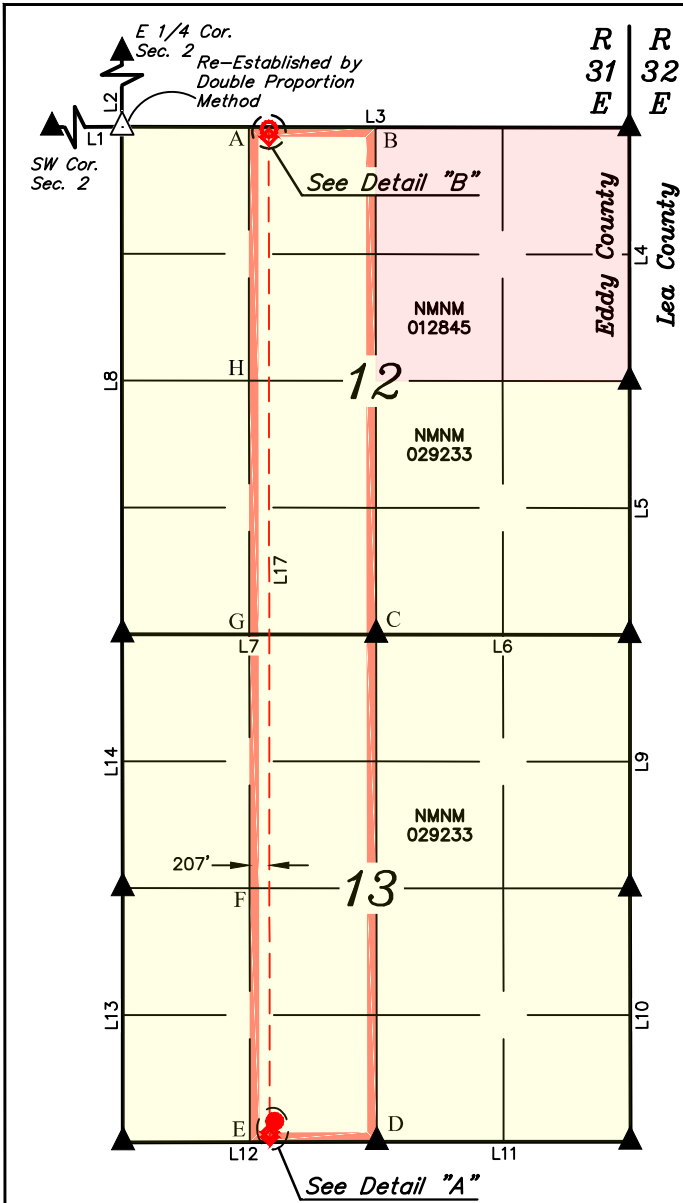 E 1/4 Cor.
Sec. 2
Re-Established by
Double Proportion
Method
R R
31 32
E E
L2
L1
SW Cor.
Sec. 2
L3
A
B
See Detail "B"
Eddy County
Lea County
L4
NMNM
012845
H
12
L8
NMNM
029233
L5
L17
G
C
L7
L6
L14
L9
NMNM
029233
207'
F
13
L13
L10
E
D
L12
L11
See Detail "A"